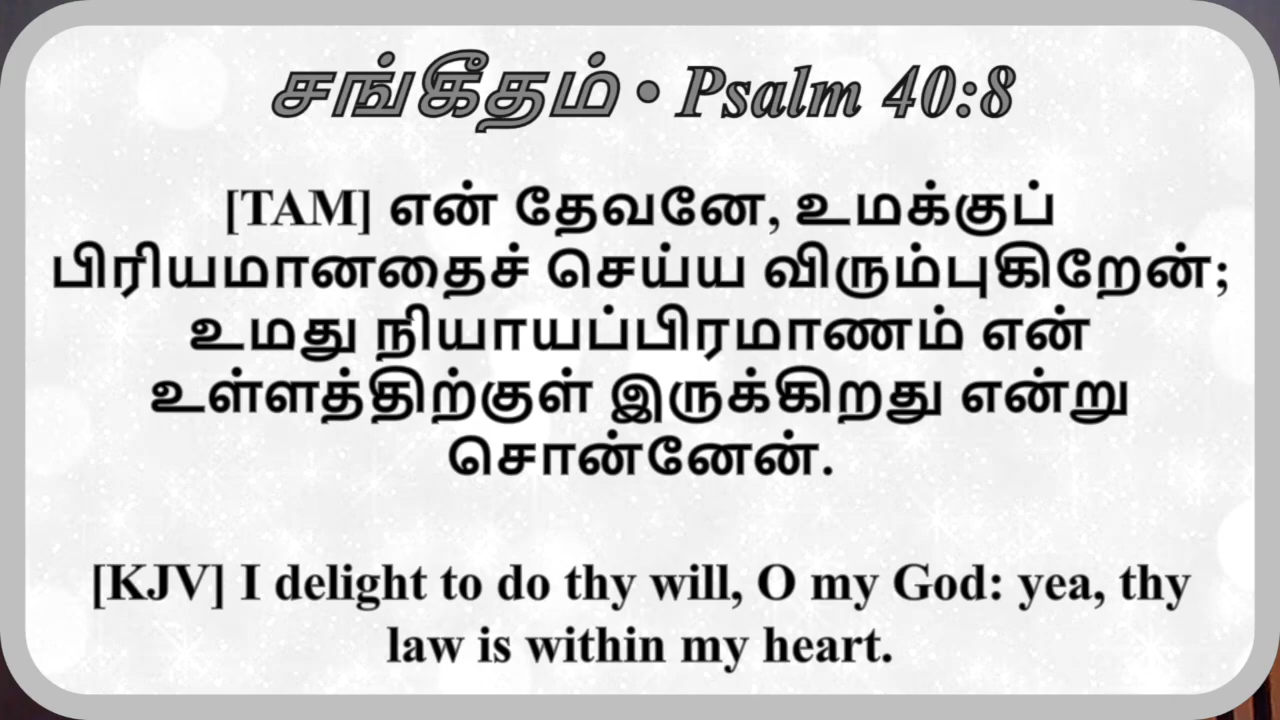 சங்கீதம் • Psalm 40:8
[TAM] என் தேவனே, உமக்குப்
பிரியமானதைச் செய்ய விரும்புகிறேன்;
உமது நியாயப்பிரமாணம் என்
உள்ளத்திற்குள் இருக்கிறது என்று
சொன்னேன்.
[KJV] I delight to do thy will, O my God: yea, thy
law is within my heart.